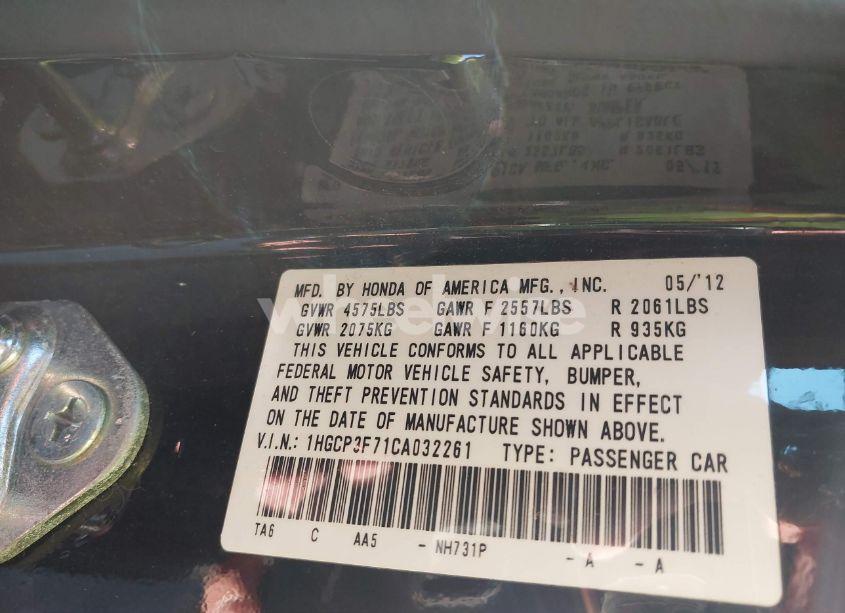 MFD. BY HONDA OF AMERICA MFG., INC. 05/'12
GVWR 4575LBS GAWR F 2557LBS R 2061LBS
GVWR 2075KG GAWR F 1160KG R 935KG
THIS VEHICLE CONFORMS TO ALL APPLICABLE
FEDERAL MOTOR VEHICLE SAFETY, BUMPER,
AND THEFT PREVENTION STANDARDS IN EFFECT
ON THE DATE OF MANUFACTURE SHOWN ABOVE.
V.I.N.: 1HGCP3F71CA032261 TYPE: PASSENGER CAR
TA6 C AA5 - NH731P - A - A